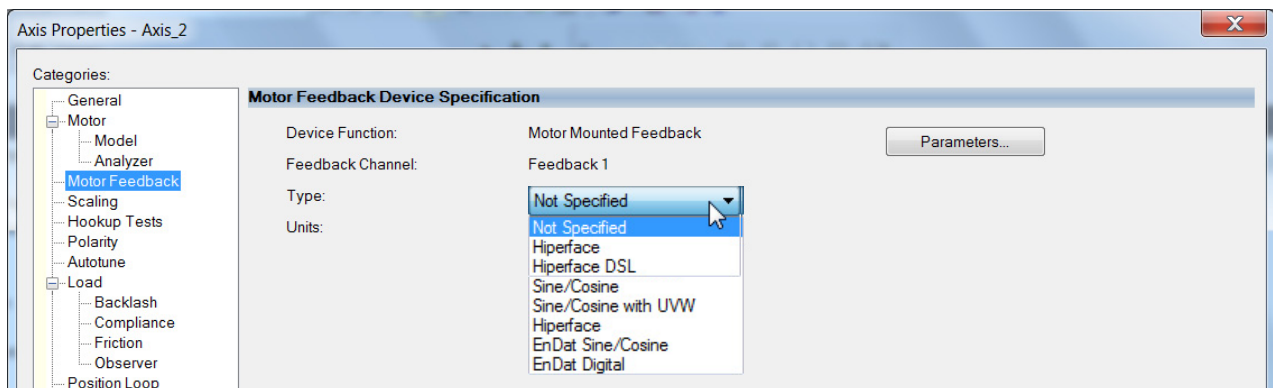 Axis Properties - Axis_2
X
Categories:
General
Motor
Model
Analyzer
Motor Feedback
Scaling
Hookup Tests
Polarity
Autotune
Load
Backlash
Compliance
Friction
Observer
Position Loop
Motor Feedback Device Specification
Device Function: Motor Mounted Feedback
Parameters...
Feedback Channel: Feedback 1
Type: Not Specified
Units:
Not Specified
Hiperface
Hiperface DSL
Sine/Cosine
Sine/Cosine with UVW
Hiperface
EnDat Sine/Cosine
EnDat Digital